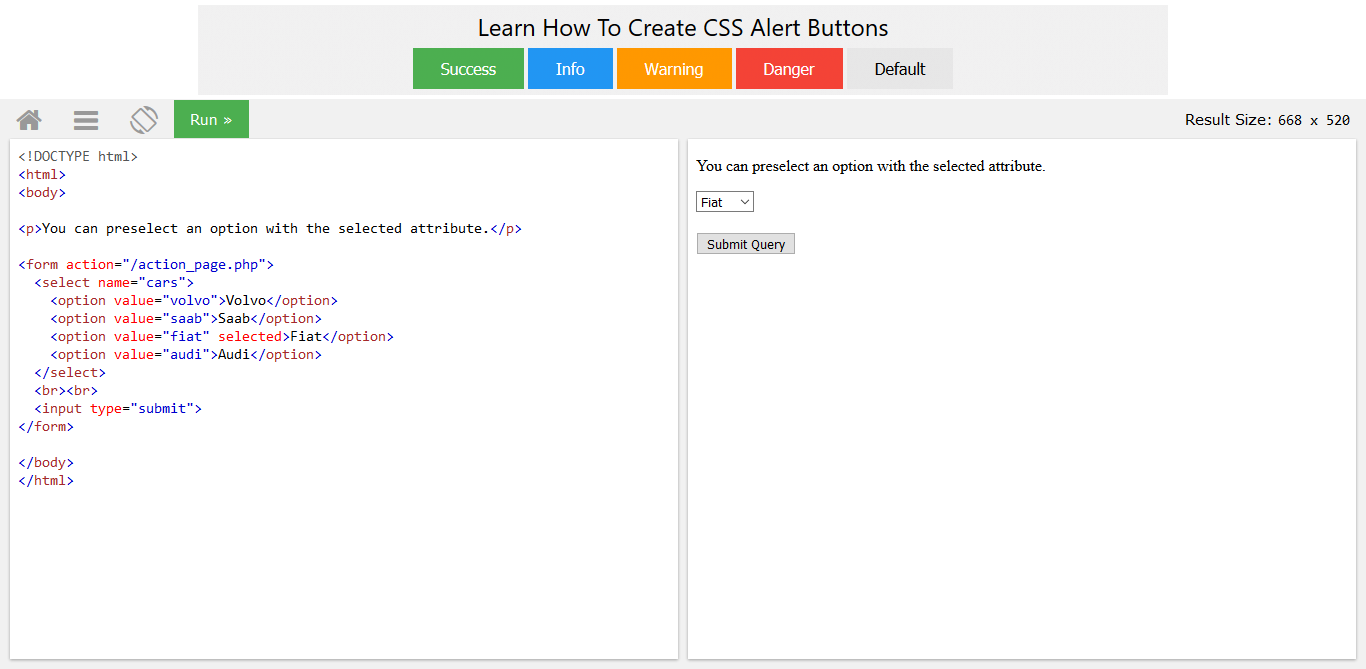 Learn How To Create CSS Alert Buttons
Success Info Warning Danger Default
Run » Result Size: 668 x 520
<!DOCTYPE html>
<html>
<body>
<p>You can preselect an option with the selected attribute.</p>
<form action="/action_page.php">
<select name="cars">
<option value="volvo">Volvo</option>
<option value="saab">Saab</option>
<option value="fiat" selected>Fiat</option>
<option value="audi">Audi</option>
</select>
<br><br>
<input type="submit">
</form>
</body>
</html>
You can preselect an option with the selected attribute.
Fiat
Submit Query